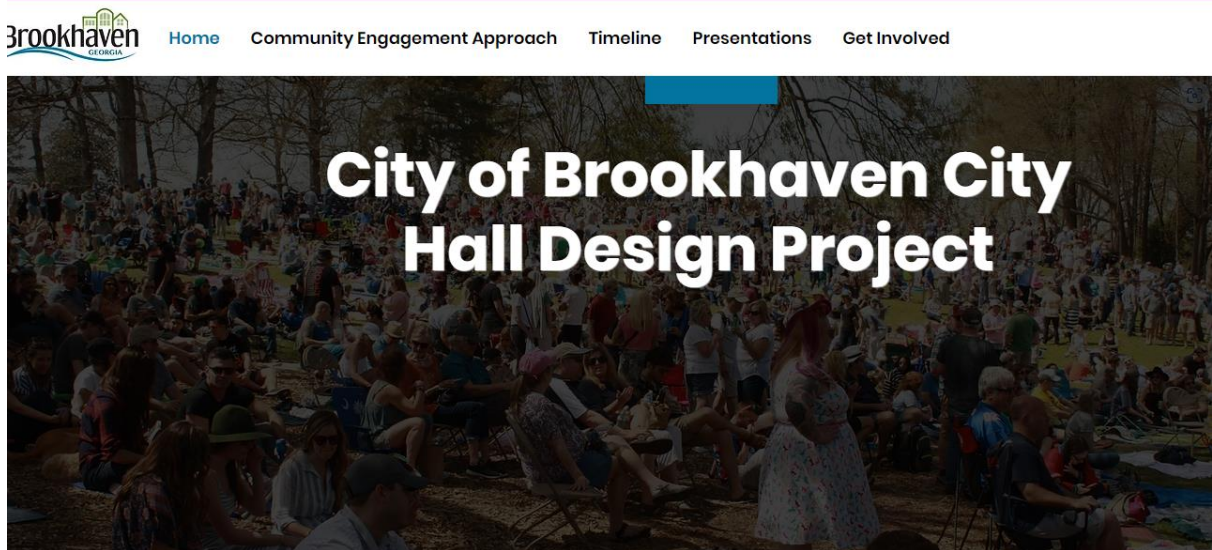 Brookhaven
GEORGIA
Home Community Engagement Approach Timeline Presentations Get Involved
City of Brookhaven City
Hall Design Project